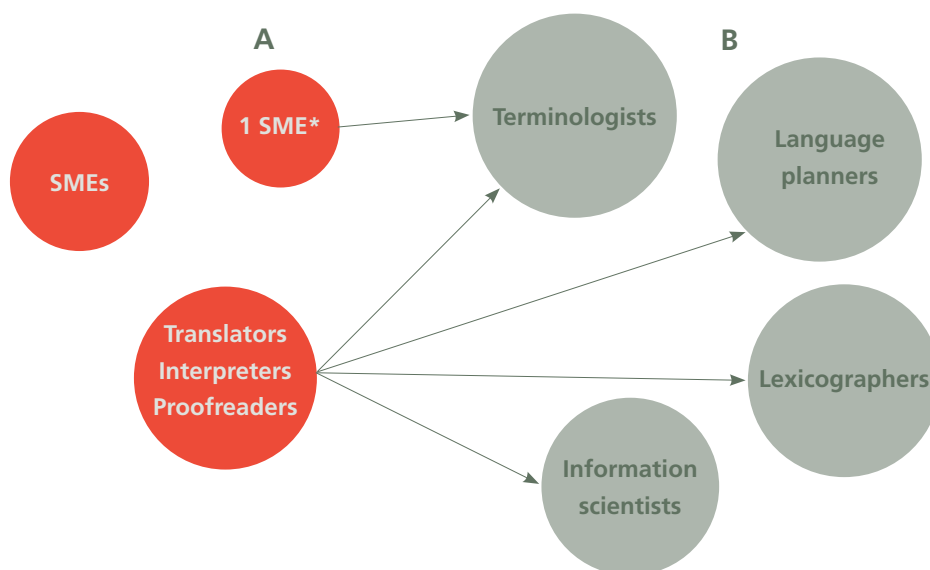 A
B
1 SME*
Terminologists
Language
planners
SMEs
Translators
Interpreters
Proofreaders
Lexicographers
Information
scientists